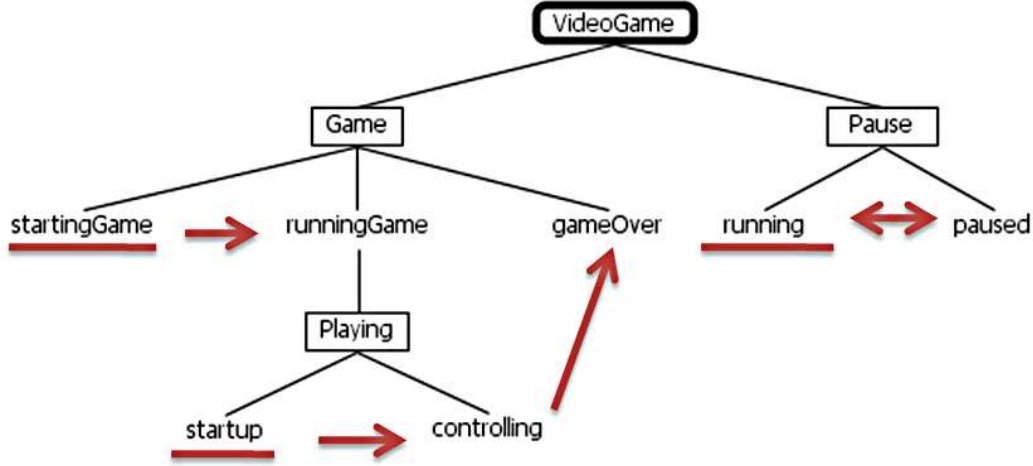 VideoGame
Game
Pause
startingGame
runningGame
gameOver
running
paused
Playing
startup
controlling